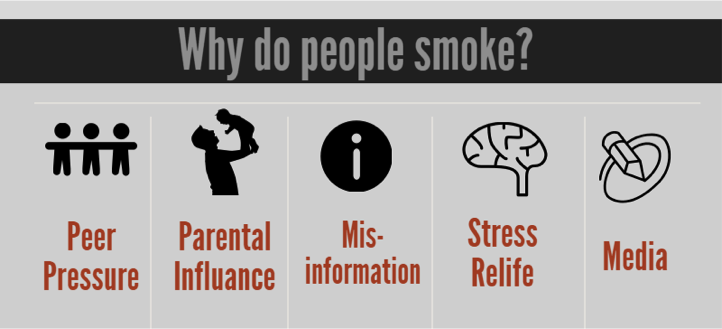 Why do people smoke?
Peer
Pressure
Parental
Influance
Mis-
information
Stress
Relife
Media